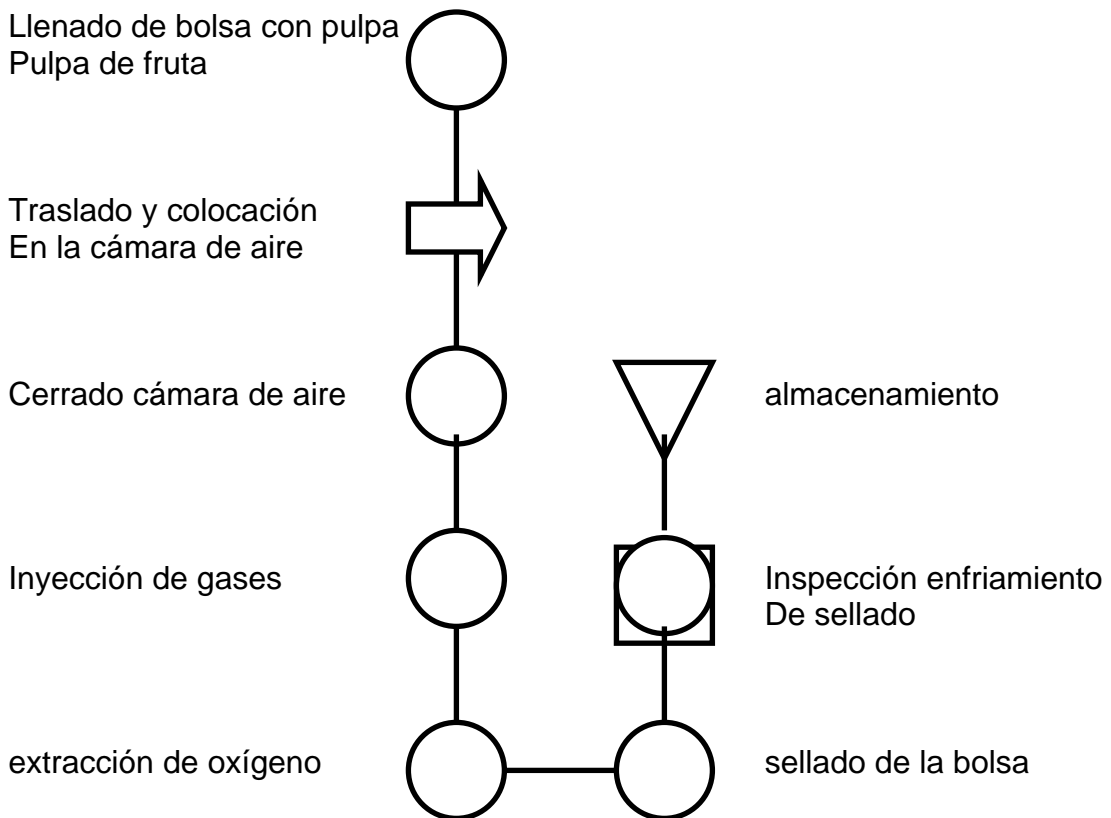 Llenado de bolsa con pulpa
Pulpa de fruta
Traslado y colocación
En la cámara de aire
Cerrado cámara de aire
almacenamiento
Inyección de gases
Inspección enfriamiento
De sellado
extracción de oxígeno
sellado de la bolsa